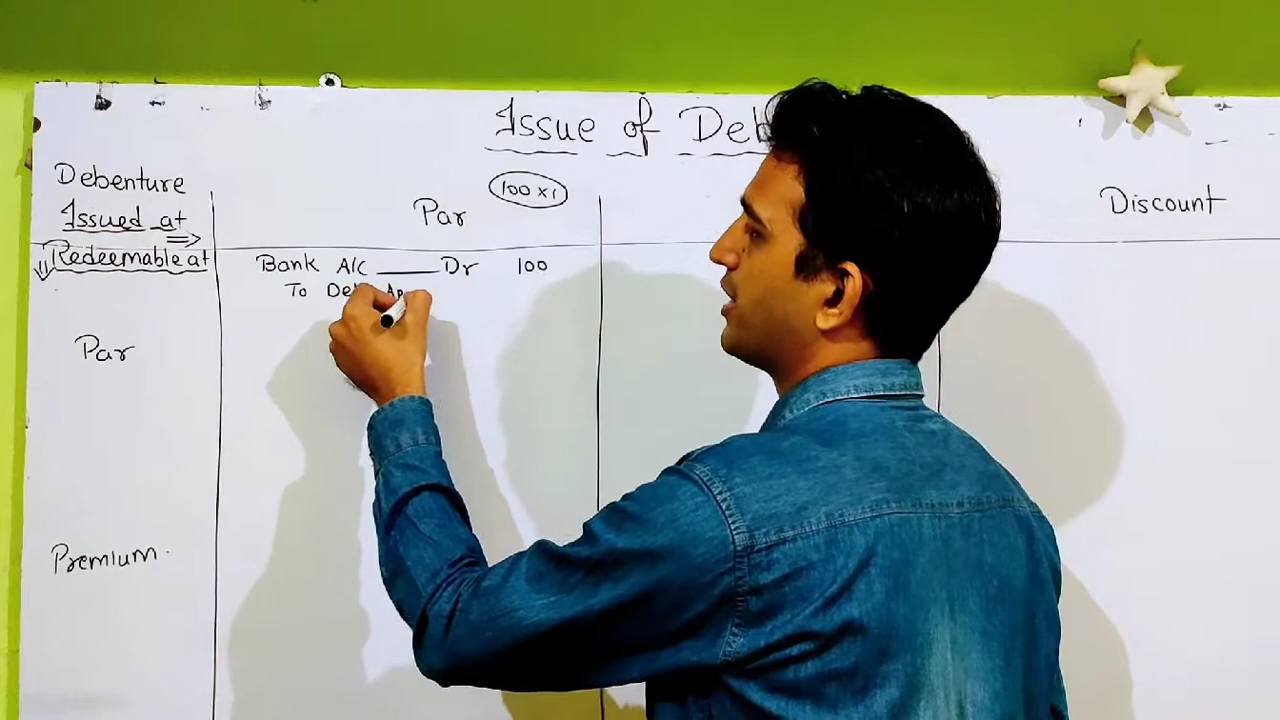 Issue of Deb
Debenture
Issued at
Par
100 x 1
Discount
Redeemable at
Bank A/c ____ Dr 100
To Deb Ap
Par
Premium